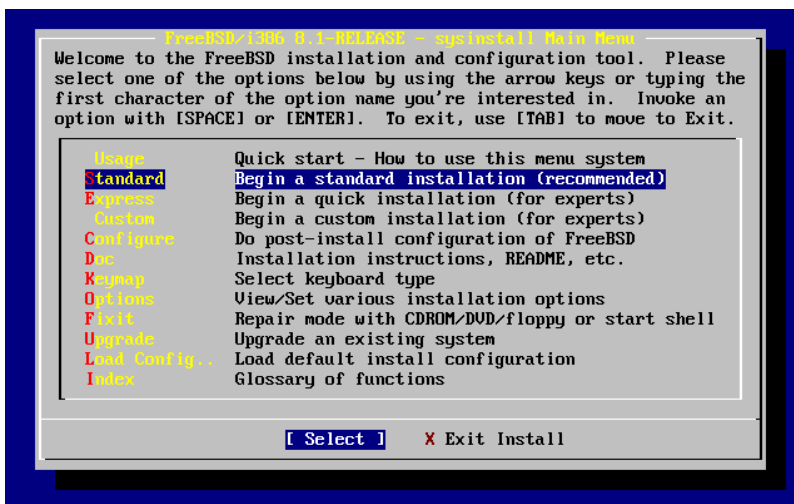 FreeBSD/i386 8.1-RELEASE - sysinstall Main Menu
Welcome to the FreeBSD installation and configuration tool.  Please
select one of the options below by using the arrow keys or typing the
first character of the option name you're interested in.  Invoke an
option with [SPACE] or [ENTER].  To exit, use [TAB] to move to Exit.
Usage Quick start - How to use this menu system
Standard Begin a standard installation (recommended)
Express Begin a quick installation (for experts)
Custom Begin a custom installation (for experts)
Configure Do post-install configuration of FreeBSD
Doc Installation instructions, README, etc.
Keymap Select keyboard type
Options View/Set various installation options
Fixit Repair mode with CDROM/DVD/floppy or start shell
Upgrade Upgrade an existing system
Load Config.. Load default install configuration
Index Glossary of functions
[ Select ] X Exit Install